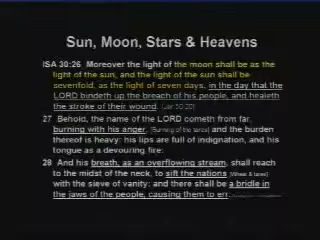 Sun, Moon, Stars & Heavens
ISA 30:26 Moreover the light of the moon shall be as the
light of the sun, and the light of the sun shall be
sevenfold, as the light of seven days, in the day that the
LORD bindeth up the breach of his people, and healeth
the stroke of their wound.
27 Behold, the name of the LORD cometh from far,
burning with his anger, [Burning of the tares] and the burden
thereof is heavy: his lips are full of indignation, and his
tongue as a devouring fire:
28 And his breath, as an overflowing stream, shall reach
to the midst of the neck, to sift the nations [Wheat & tares]
with the sieve of vanity: and there shall be a bridle in
the jaws of the people, causing them to err.